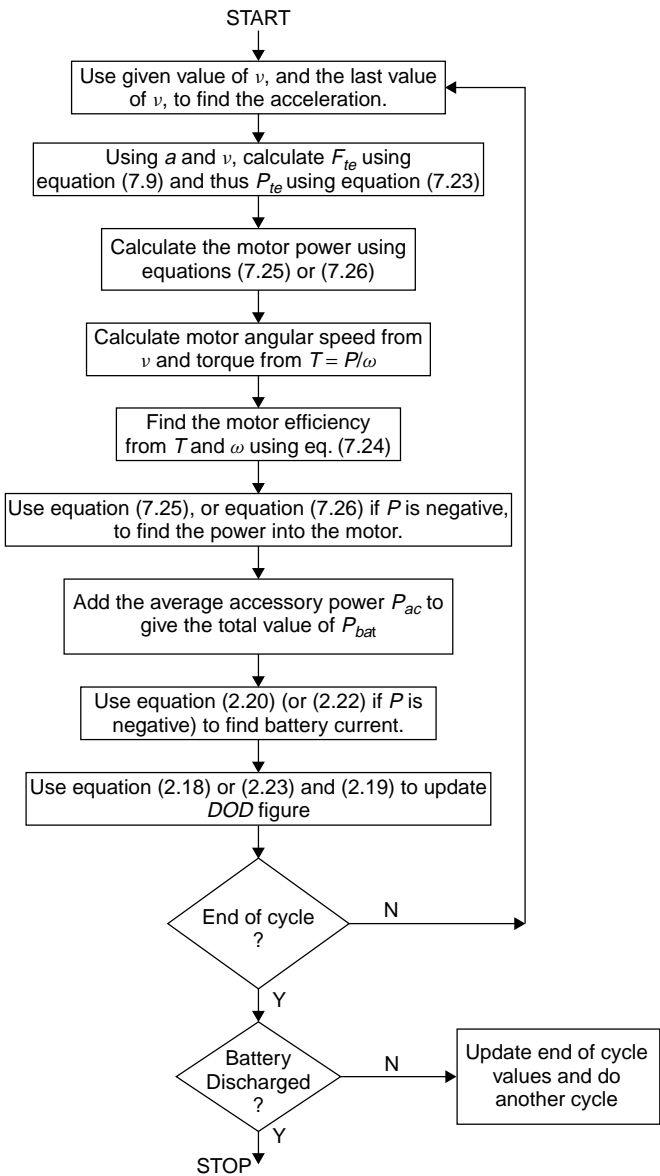 START
Use given value of ν, and the last value
of ν, to find the acceleration.
Using a and ν, calculate Fte using
equation (7.9) and thus Pte using equation (7.23)
Calculate the motor power using
equations (7.25) or (7.26)
Calculate motor angular speed from
ν and torque from T = P/ω
Find the motor efficiency
from T and ω using eq. (7.24)
Use equation (7.25), or equation (7.26) if P is negative,
to find the power into the motor.
Add the average accessory power Pac to
give the total value of Pbat
Use equation (2.20) (or (2.22) if P is
negative) to find battery current.
Use equation (2.18) or (2.23) and (2.19) to update
DOD figure
End of cycle
?
N
Y
Battery
Discharged
?
N
Update end of cycle
values and do
another cycle
Y
STOP